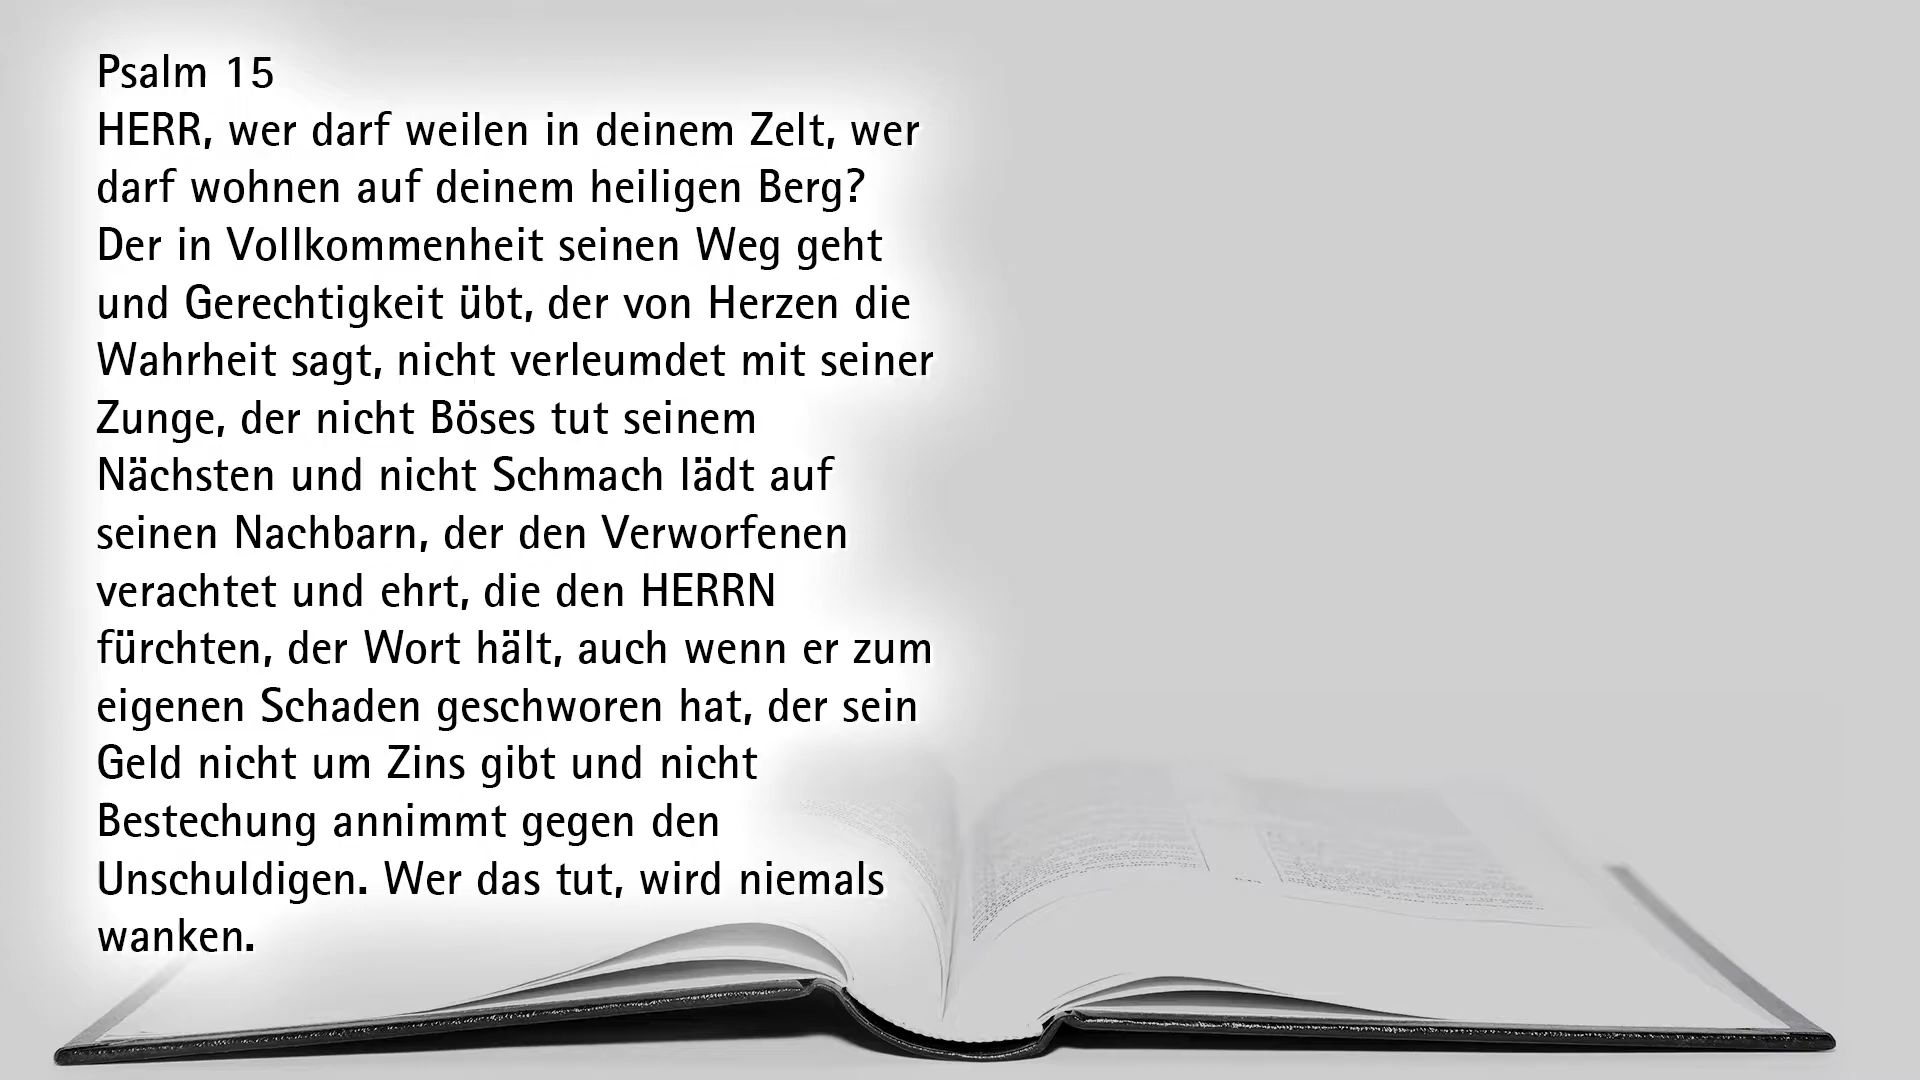 Psalm 15
HERR, wer darf weilen in deinem Zelt, wer
darf wohnen auf deinem heiligen Berg?
Der in Vollkommenheit seinen Weg geht
und Gerechtigkeit übt, der von Herzen die
Wahrheit sagt, nicht verleumdet mit seiner
Zunge, der nicht Böses tut seinem
Nächsten und nicht Schmach lädt auf
seinen Nachbarn, der den Verworfenen
verachtet und ehrt, die den HERRN
fürchten, der Wort hält, auch wenn er zum
eigenen Schaden geschworen hat, der sein
Geld nicht um Zins gibt und nicht
Bestechung annimmt gegen den
Unschuldigen. Wer das tut, wird niemals
wanken.